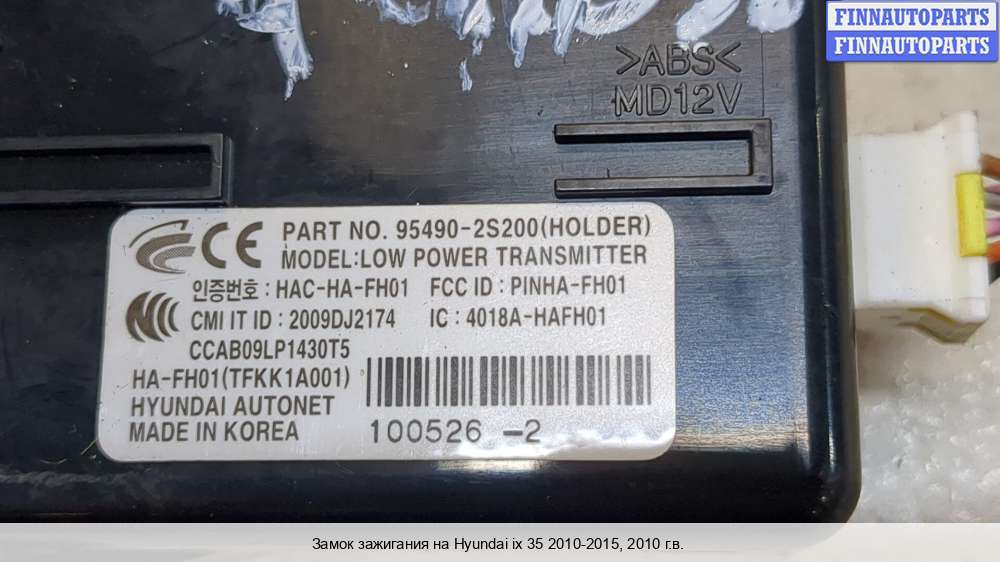 FINNAUTOPARTS
FINNAUTOPARTS
>ABS<
MD12V
CE PART NO. 95490-2S200(HOLDER)
MODEL:LOW POWER TRANSMITTER
인증번호 : HAC-HA-FH01 FCC ID : PINHA-FH01
CMI IT ID : 2009DJ2174 IC : 4018A-HAFH01
CCAB09LP1430T5
HA-FH01(TFKK1A001)
HYUNDAI AUTONET
MADE IN KOREA
100526 -2
Замок зажигания на Hyundai ix 35 2010-2015, 2010 г.в.